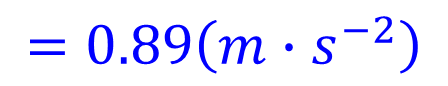 = 0.89(m · s⁻²)